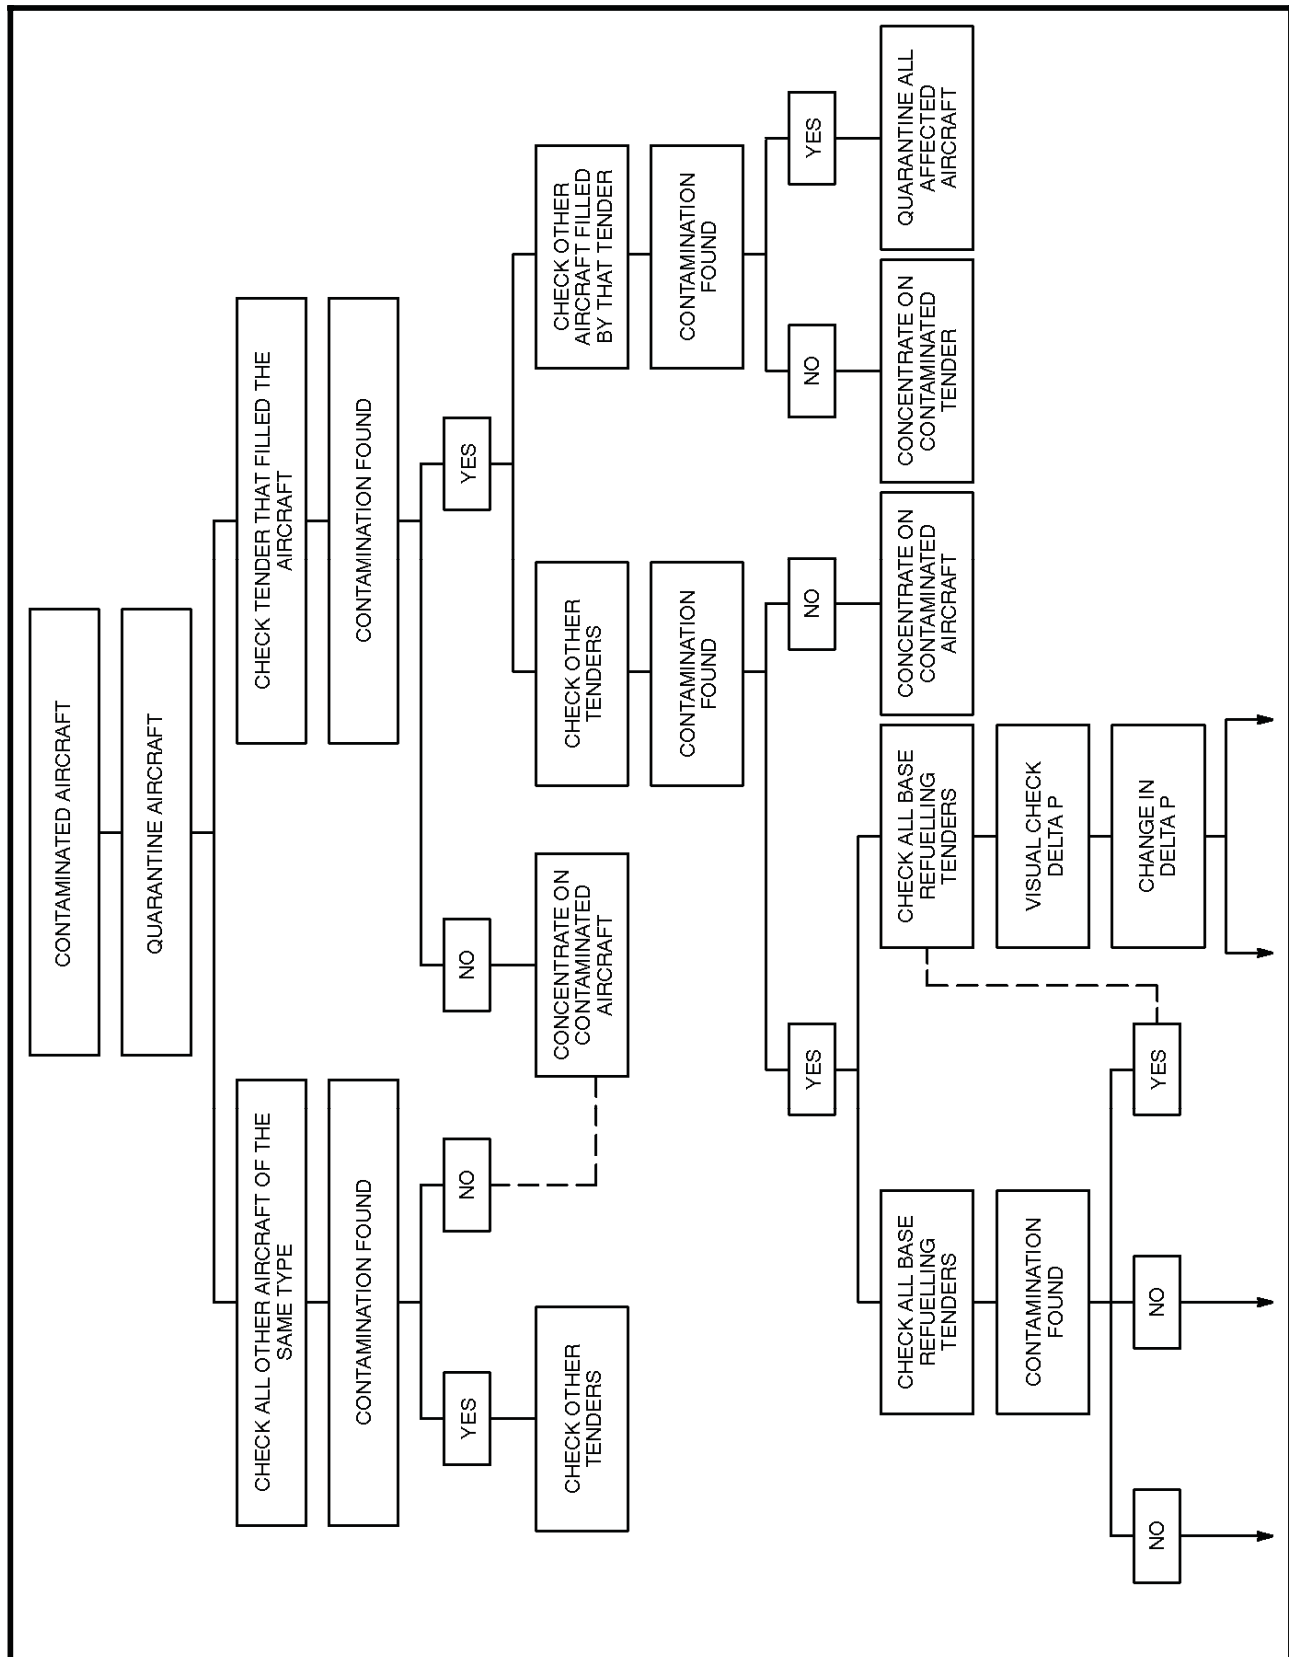 CONTAMINATED AIRCRAFT
QUARANTINE AIRCRAFT
CHECK ALL OTHER AIRCRAFT OF THE
SAME TYPE
CHECK TENDER THAT FILLED THE
AIRCRAFT
CONTAMINATION FOUND
CONTAMINATION FOUND
YES
NO
NO
YES
CHECK OTHER
TENDERS
CONCENTRATE ON
CONTAMINATED
AIRCRAFT
CHECK OTHER
TENDERS
CHECK OTHER
AIRCRAFT FILLED
BY THAT TENDER
CONTAMINATION
FOUND
CONTAMINATION
FOUND
YES
NO
NO
YES
CHECK ALL BASE
REFUELLING
TENDERS
CHECK ALL BASE
REFUELLING
TENDERS
CONCENTRATE ON
CONTAMINATED
AIRCRAFT
CONCENTRATE ON
CONTAMINATED
TENDER
QUARANTINE ALL
AFFECTED
AIRCRAFT
CONTAMINATION
FOUND
VISUAL CHECK
DELTA P
CHANGE IN
DELTA P
NO
NO
YES